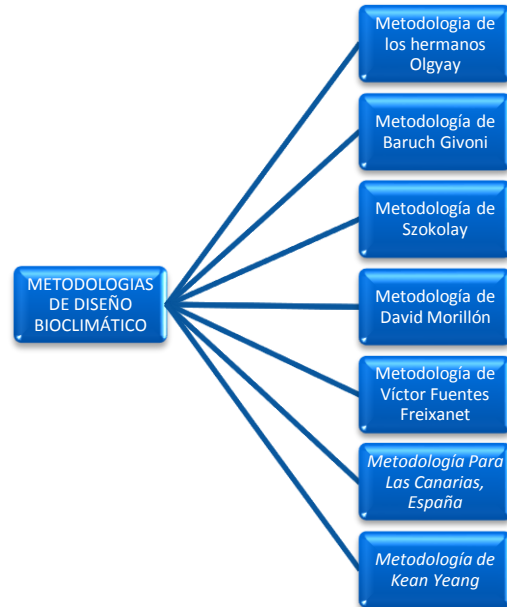 Metodologia de
los hermanos
Olgyay
Metodología de
Baruch Givoni
Metodología de
Szokolay
METODOLOGIAS
DE DISEÑO
BIOCLIMÁTICO
Metodología de
David Morillón
Metodología de
Víctor Fuentes
Freixanet
Metodología Para
Las Canarias,
España
Metodología de
Kean Yeang